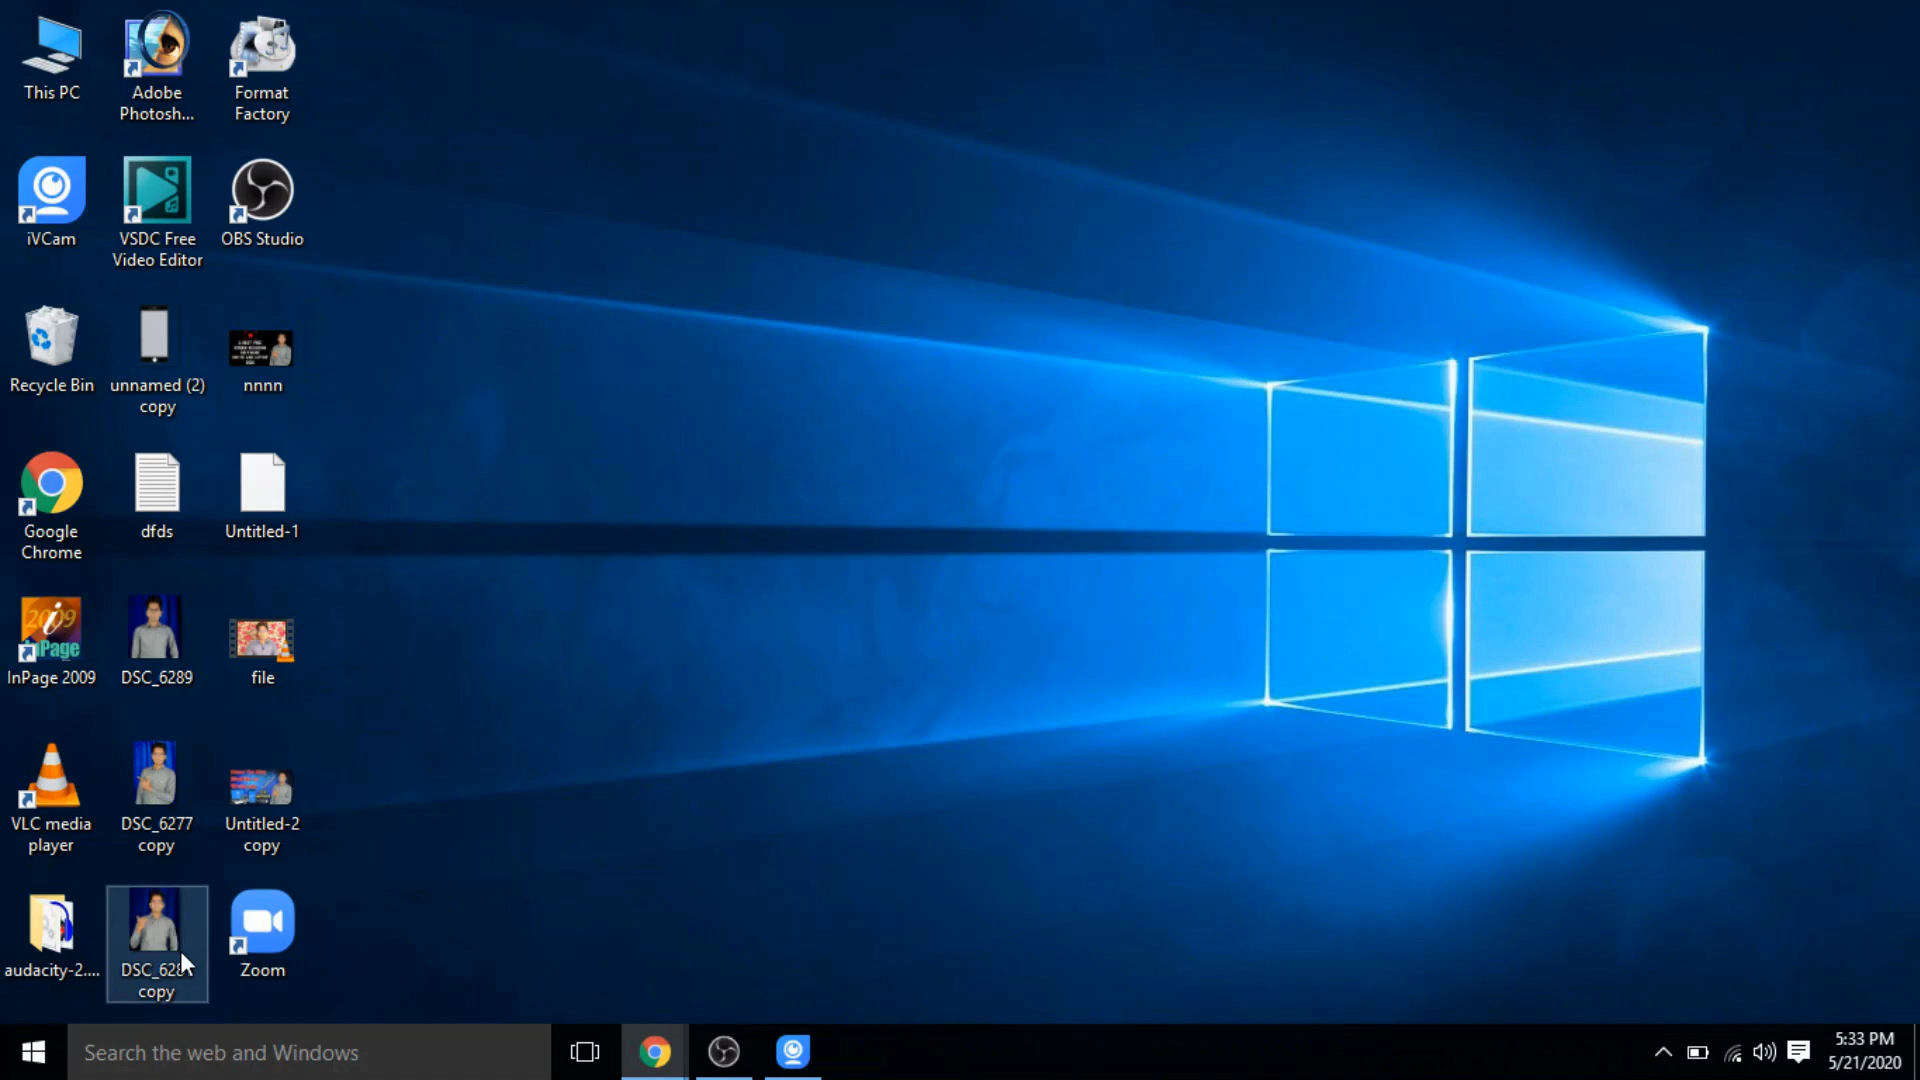 This PC
Adobe
Photosh...
Format
Factory
iVCam
VSDC Free
Video Editor
OBS Studio
Recycle Bin
unnamed (2)
copy
nnnn
Google
Chrome
dfds
Untitled-1
2009
InPage
InPage 2009
DSC_6289
file
VLC media
player
DSC_6277
copy
Untitled-2
copy
audacity-2....
copy
Zoom
Search the web and Windows
5:33 PM
5/21/2020